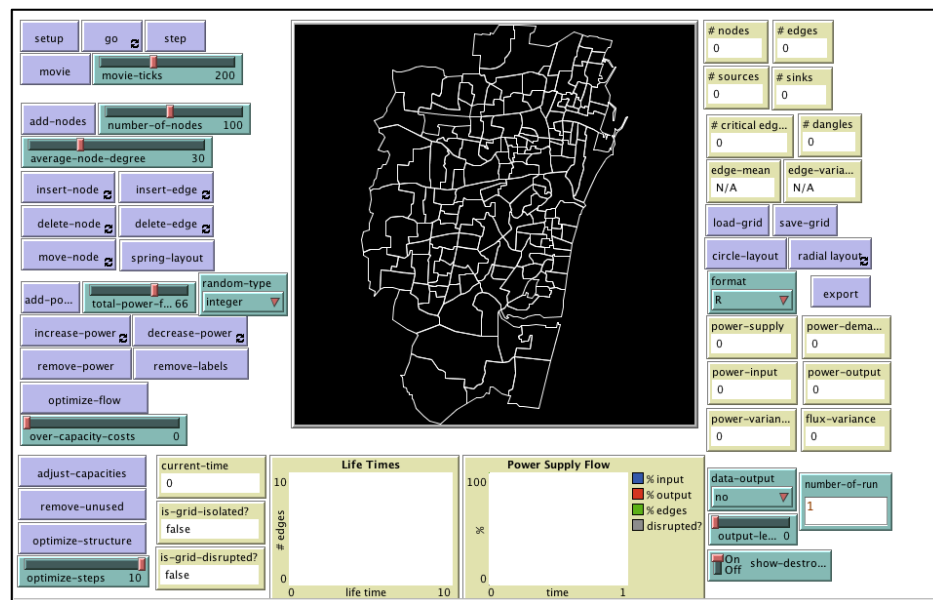 setup
go
step
movie
movie-ticks 200
add-nodes
number-of-nodes 100
average-node-degree 30
insert-node
insert-edge
delete-node
delete-edge
move-node
spring-layout
add-po...
total-power-f... 66
random-type
integer
increase-power
decrease-power
remove-power
remove-labels
optimize-flow
over-capacity-costs 0
adjust-capacities
remove-unused
optimize-structure
optimize-steps 10
current-time
0
is-grid-isolated?
false
is-grid-disrupted?
false
Life Times
10
# edges
0
0 life time 10
Power Supply Flow
100
%
0
0 time 1
% input
% output
% edges
disrupted?
# nodes
0
# edges
0
# sources
0
# sinks
0
# critical edg...
0
# dangles
0
edge-mean
N/A
edge-varia...
N/A
load-grid
save-grid
circle-layout
radial layout
format
R
export
power-supply
0
power-dema...
0
power-input
0
power-output
0
power-varian...
0
flux-variance
0
data-output
no
number-of-run
1
output-le... 0
On
Off
show-destro...